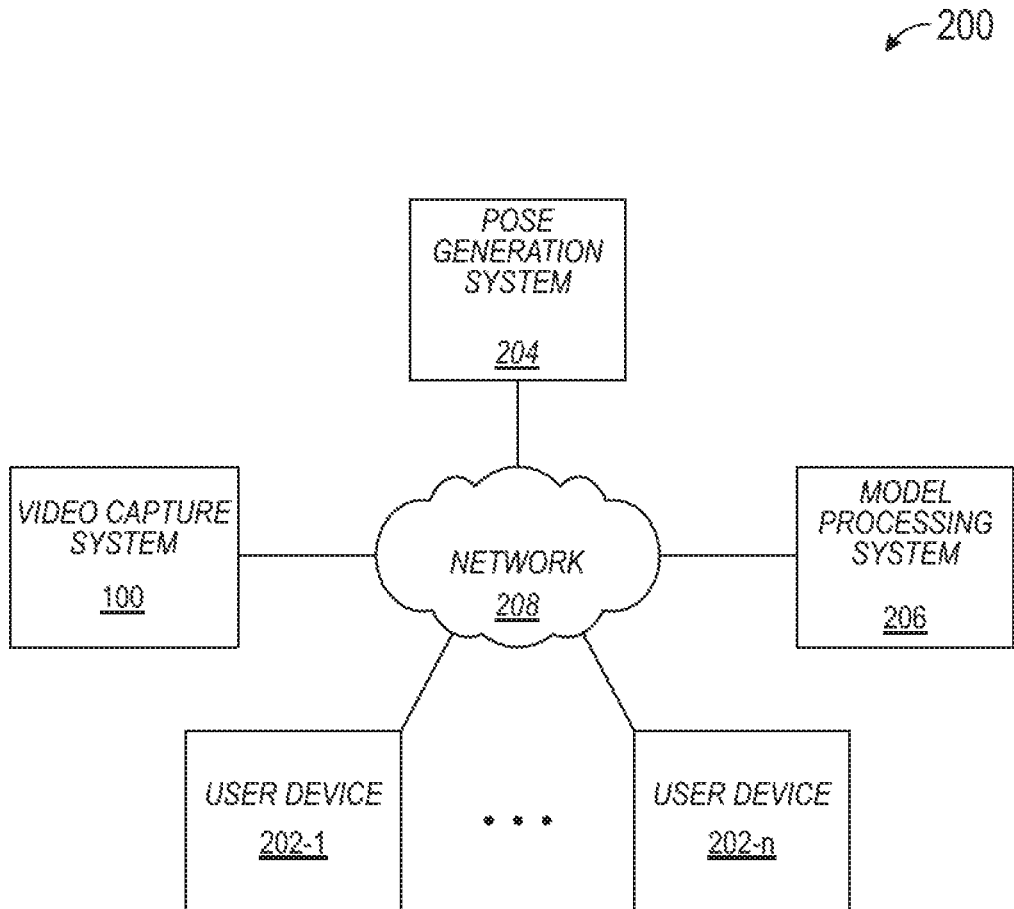 200
POSE
GENERATION
SYSTEM
204
VIDEO CAPTURE
SYSTEM
100
NETWORK
208
MODEL
PROCESSING
SYSTEM
206
USER DEVICE
202-1
• • •
USER DEVICE
202-n